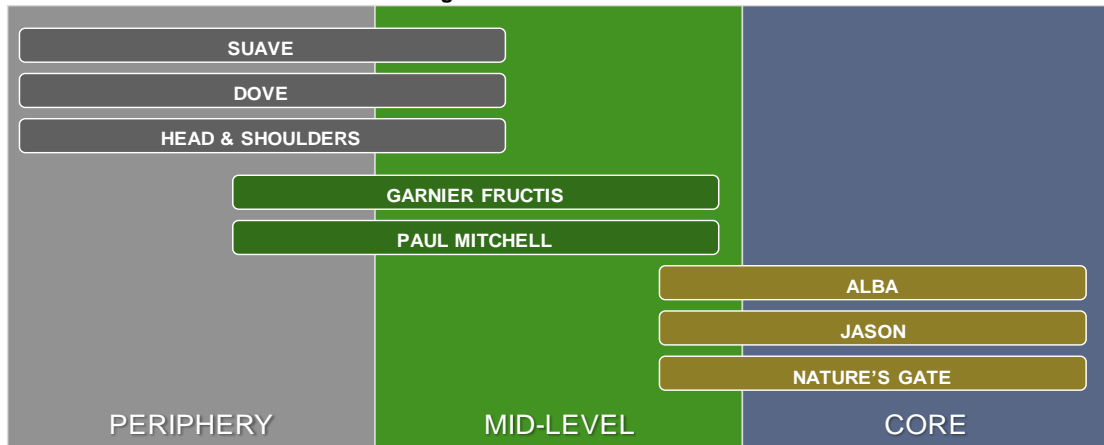 SUAVE
DOVE
HEAD & SHOULDERS
GARNIER FRUCTIS
PAUL MITCHELL
ALBA
JASON
NATURE’S GATE
PERIPHERY MID-LEVEL CORE